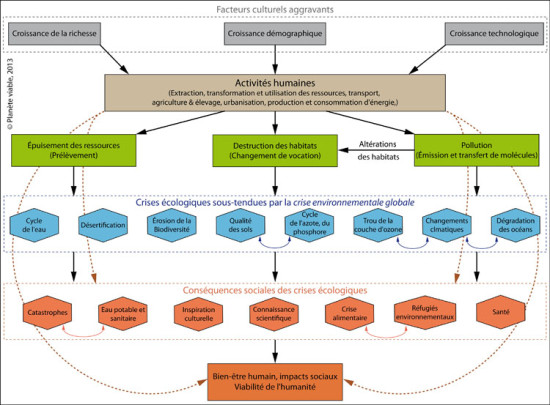 Facteurs culturels aggravants
Croissance de la richesse
Croissance démographique
Croissance technologique
© Planète viable, 2013
Activités humaines
(Extraction, transformation et utilisation des ressources, transport,
agriculture & élevage, urbanisation, production et consommation d'énergie,)
Épuisement des ressources
(Prélèvement)
Destruction des habitats
(Changement de vocation)
Altérations
des habitats
Pollution
(Émission et transfert de molécules)
Crises écologiques sous-tendues par la crise environnementale globale
Cycle
de l'eau
Désertification
Érosion de la
Biodiversité
Qualité
des sols
Cycle
de l'azote, du
phosphore
Trou de la
couche d'ozone
Changements
climatiques
Dégradation
des océans
Conséquences sociales des crises écologiques
Catastrophes
Eau potable et
sanitaire
Inspiration
culturelle
Connaissance
scientifique
Crise
alimentaire
Réfugiés
environnementaux
Santé
Bien-être humain, impacts sociaux
Viabilité de l'humanité